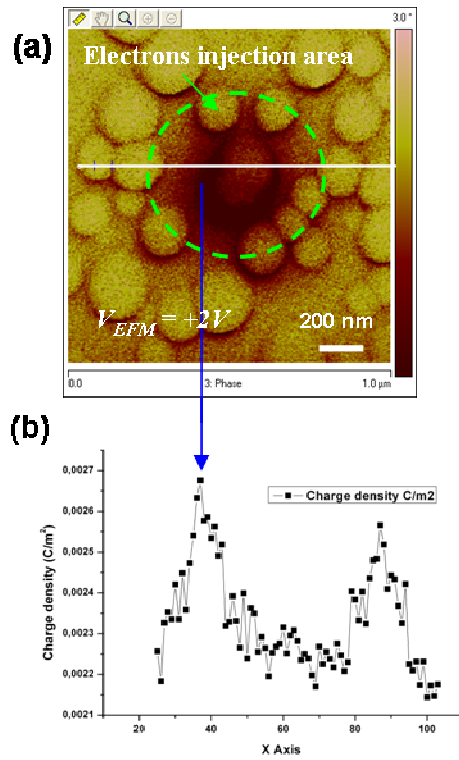 (a)
3.0 °
Electrons injection area
V_EFM = +2V
200 nm
0.0 3: Phase 1.0 µm
(b)
0,0027
0,0026
0,0025
0,0024
0,0023
0,0022
0,0021
Charge density (C/m²)
Charge density C/m2
20 40 60 80 100
X Axis